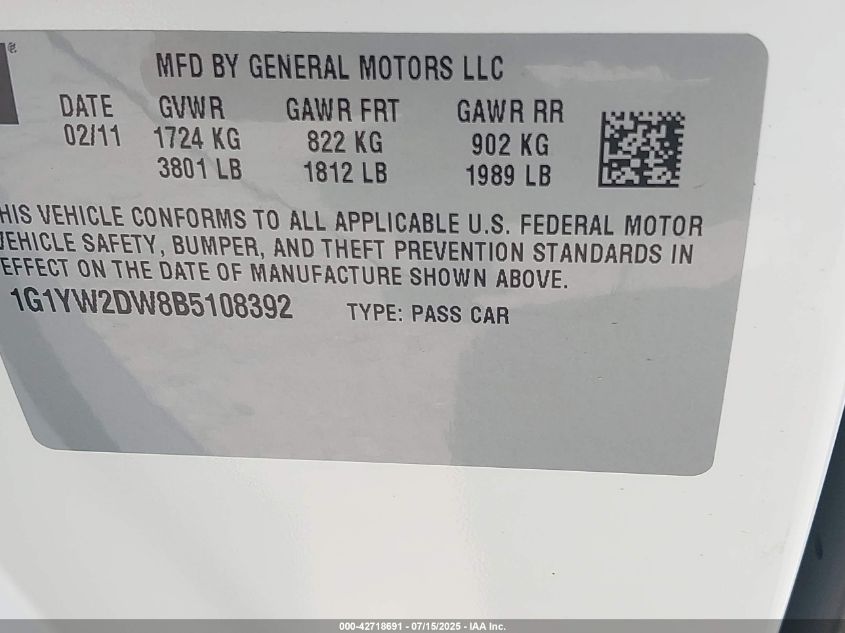 ®
MFD BY GENERAL MOTORS LLC
DATE GVWR GAWR FRT GAWR RR
02/11 1724 KG 822 KG 902 KG
3801 LB 1812 LB 1989 LB
HIS VEHICLE CONFORMS TO ALL APPLICABLE U.S. FEDERAL MOTOR
VEHICLE SAFETY, BUMPER, AND THEFT PREVENTION STANDARDS IN
EFFECT ON THE DATE OF MANUFACTURE SHOWN ABOVE.
1G1YW2DW8B5108392 TYPE: PASS CAR
000-42718691 - 07/15/2025 - IAA Inc.